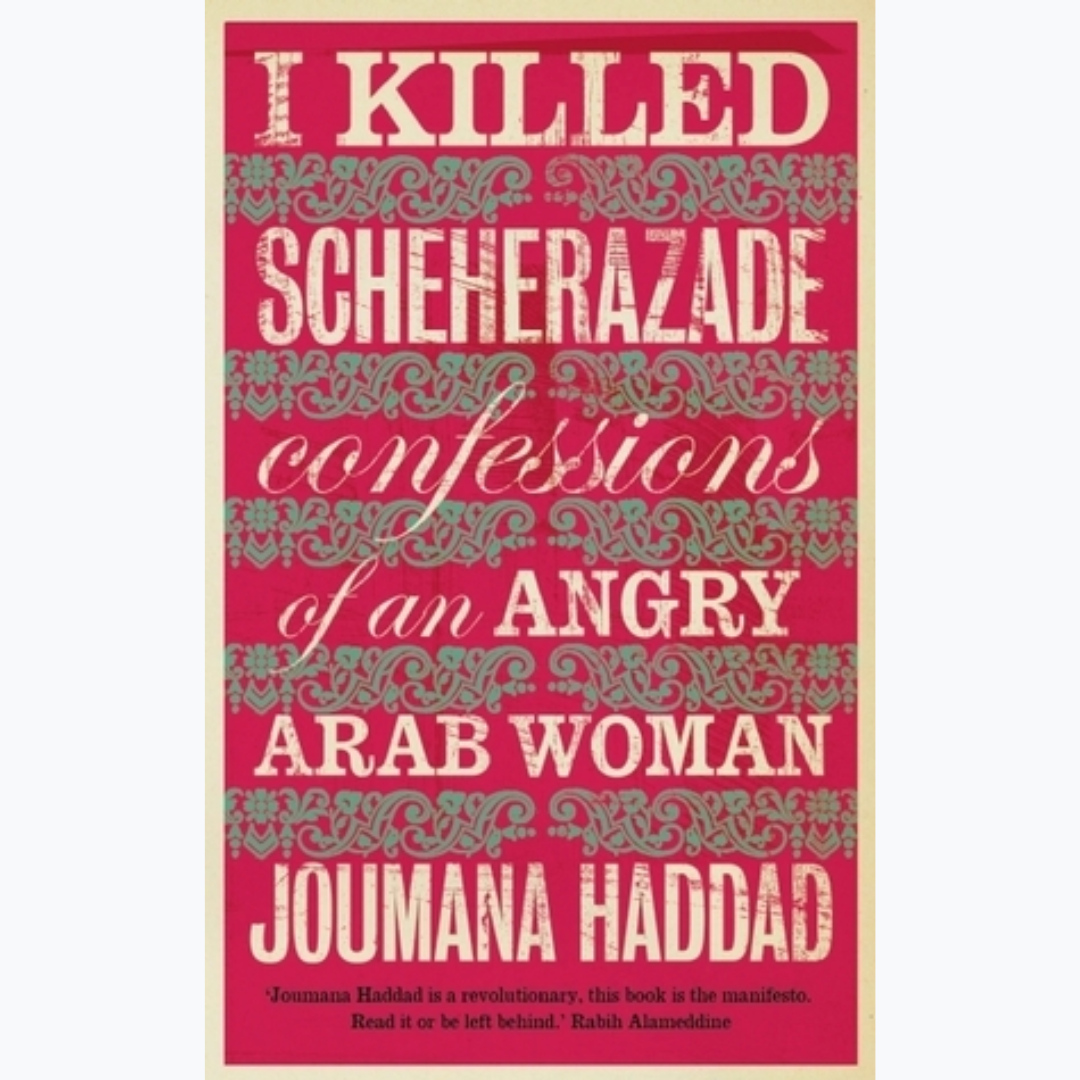 I KILLED
SCHEHERAZADE
confessions
of an ANGRY
ARAB WOMAN
JOUMANA HADDAD
‘Joumana Haddad is a revolutionary, this book is the manifesto.
Read it or be left behind.’ Rabih Alameddine